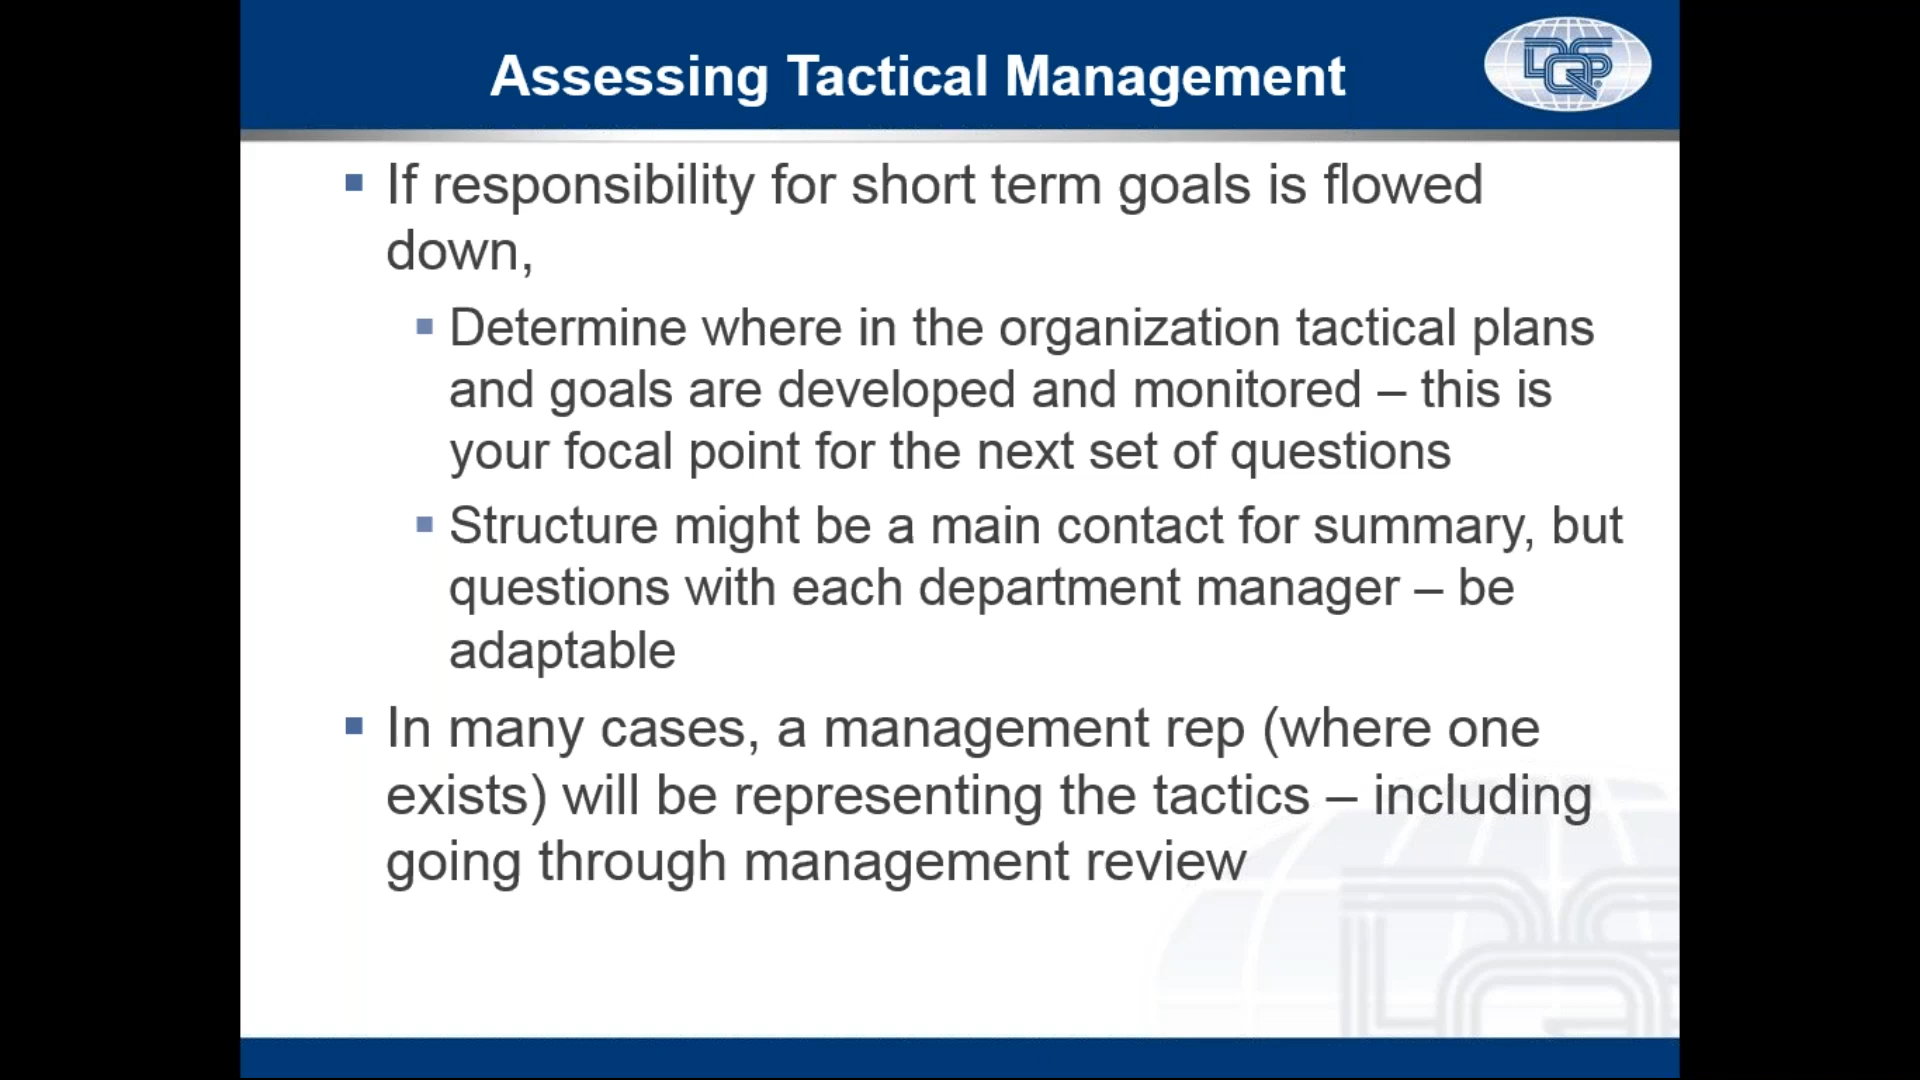 Assessing Tactical Management
DQS
▪ If responsibility for short term goals is flowed
down,
▪ Determine where in the organization tactical plans
and goals are developed and monitored – this is
your focal point for the next set of questions
▪ Structure might be a main contact for summary, but
questions with each department manager – be
adaptable
▪ In many cases, a management rep (where one
exists) will be representing the tactics – including
going through management review